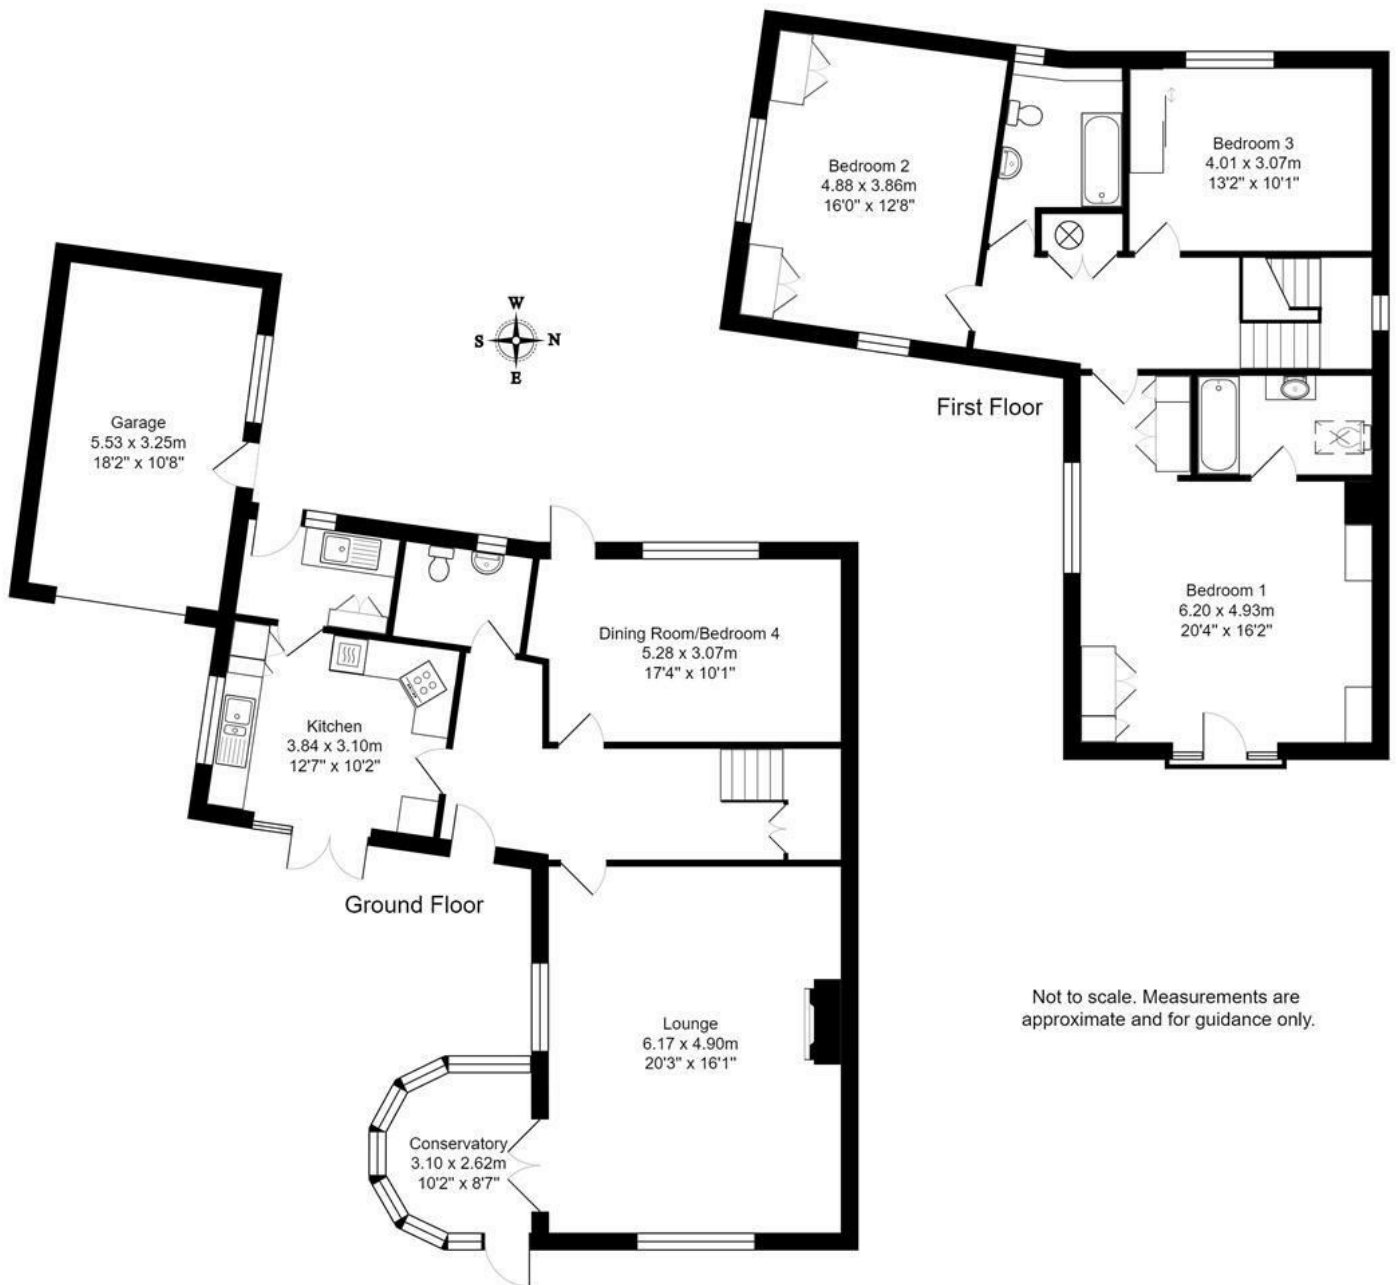 Bedroom 2
4.88 x 3.86m
16'0" x 12'8"
Bedroom 3
4.01 x 3.07m
13'2" x 10'1"
First Floor
Bedroom 1
6.20 x 4.93m
20'4" x 16'2"
W
S
N
E
Garage
5.53 x 3.25m
18'2" x 10'8"
Dining Room/Bedroom 4
5.28 x 3.07m
17'4" x 10'1"
Kitchen
3.84 x 3.10m
12'7" x 10'2"
Ground Floor
Lounge
6.17 x 4.90m
20'3" x 16'1"
Conservatory
3.10 x 2.62m
10'2" x 8'7"
Not to scale. Measurements are
approximate and for guidance only.